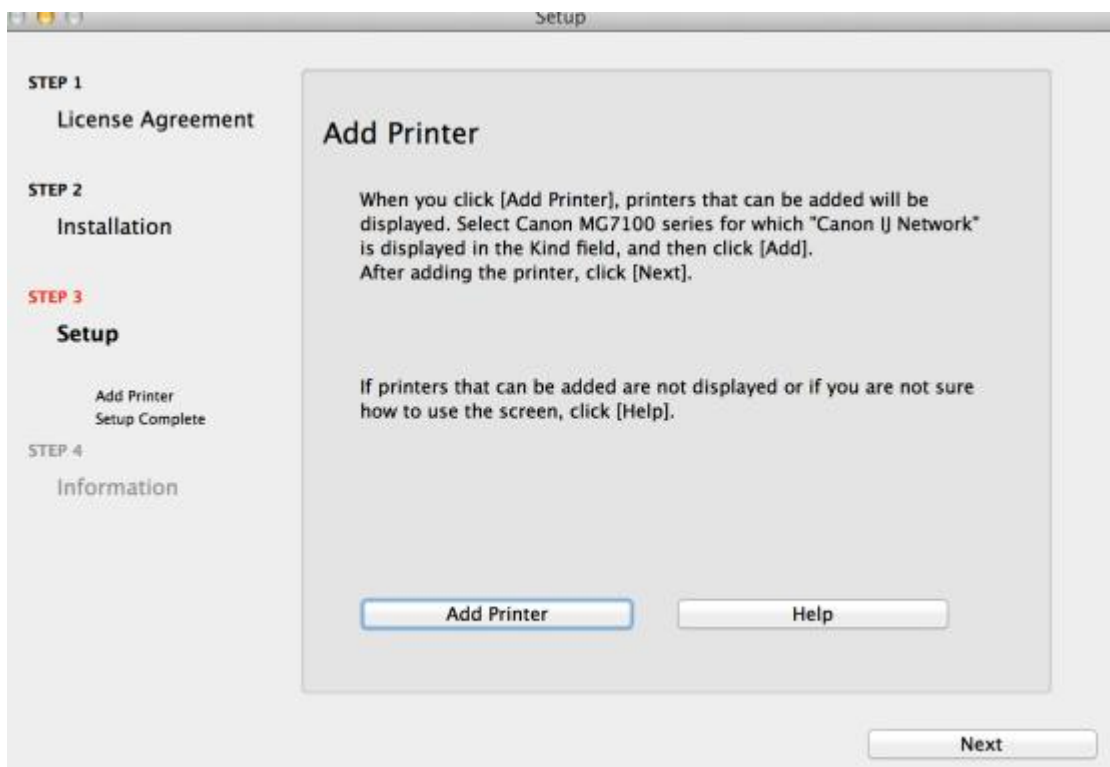 Setup
STEP 1
License Agreement
STEP 2
Installation
STEP 3
Setup
Add Printer
Setup Complete
STEP 4
Information
Add Printer
When you click [Add Printer], printers that can be added will be
displayed. Select Canon MG7100 series for which "Canon IJ Network"
is displayed in the Kind field, and then click [Add].
After adding the printer, click [Next].
If printers that can be added are not displayed or if you are not sure
how to use the screen, click [Help].
Add Printer
Help
Next